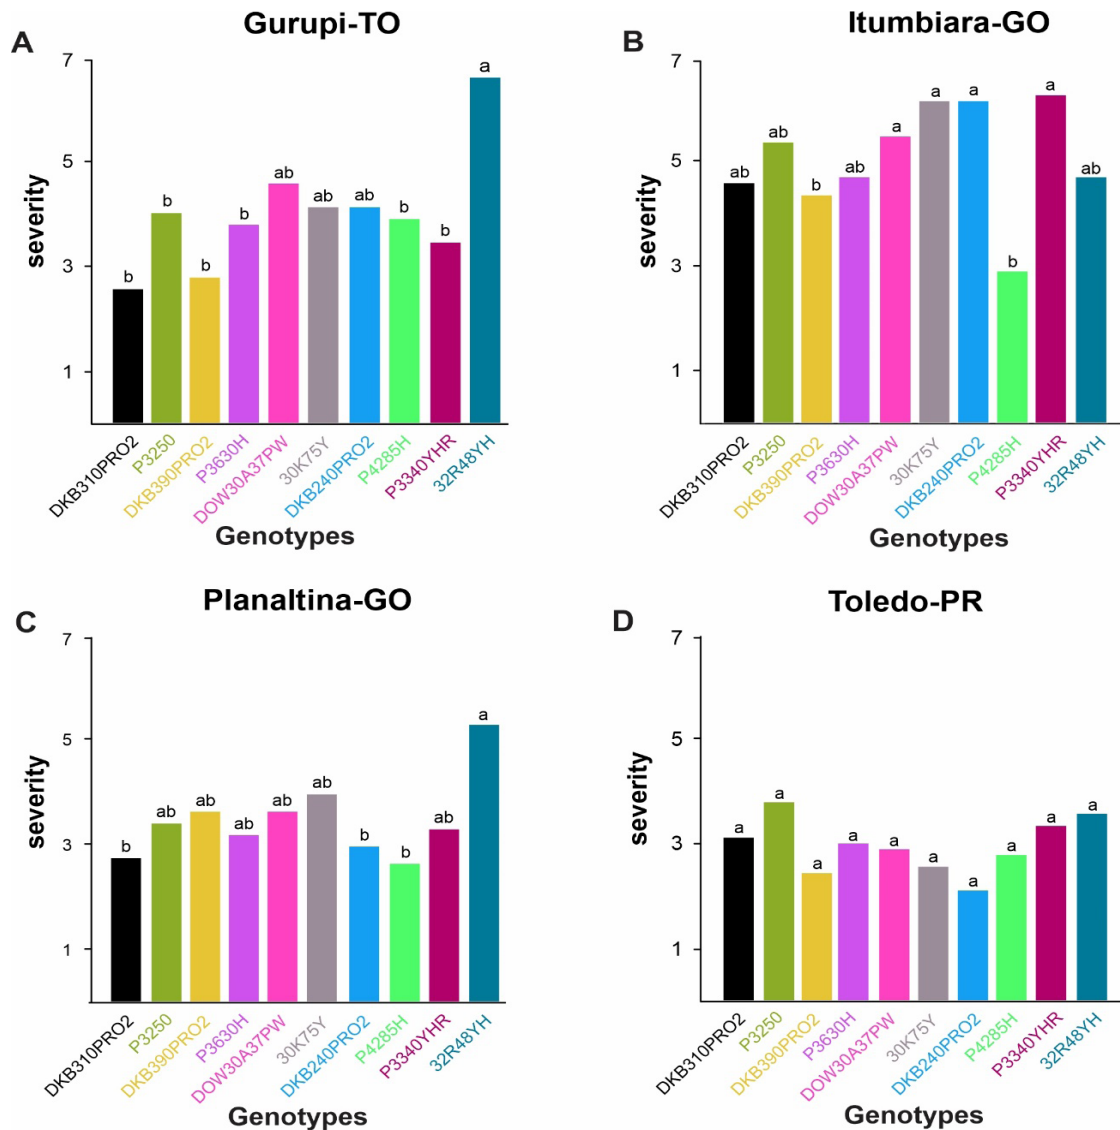 A
Gurupi-TO
7
5
3
1
severity
b
b
b
b
ab
ab
ab
b
b
a
DKB310PRO2
P3250
DKB390PRO2
P3630H
DOW30A37PW
30K75Y
DKB240PRO2
P4285H
P3340YHR
32R48YH
Genotypes
B
Itumbiara-GO
7
5
3
1
severity
ab
ab
b
ab
a
a
a
b
a
ab
DKB310PRO2
P3250
DKB390PRO2
P3630H
DOW30A37PW
30K75Y
DKB240PRO2
P4285H
P3340YHR
32R48YH
Genotypes
C
Planaltina-GO
7
5
3
1
severity
b
ab
ab
ab
ab
ab
b
b
ab
a
DKB310PRO2
P3250
DKB390PRO2
P3630H
DOW30A37PW
30K75Y
DKB240PRO2
P4285H
P3340YHR
32R48YH
Genotypes
D
Toledo-PR
7
5
3
1
severity
a
a
a
a
a
a
a
a
a
a
DKB310PRO2
P3250
DKB390PRO2
P3630H
DOW30A37PW
30K75Y
DKB240PRO2
P4285H
P3340YHR
32R48YH
Genotypes